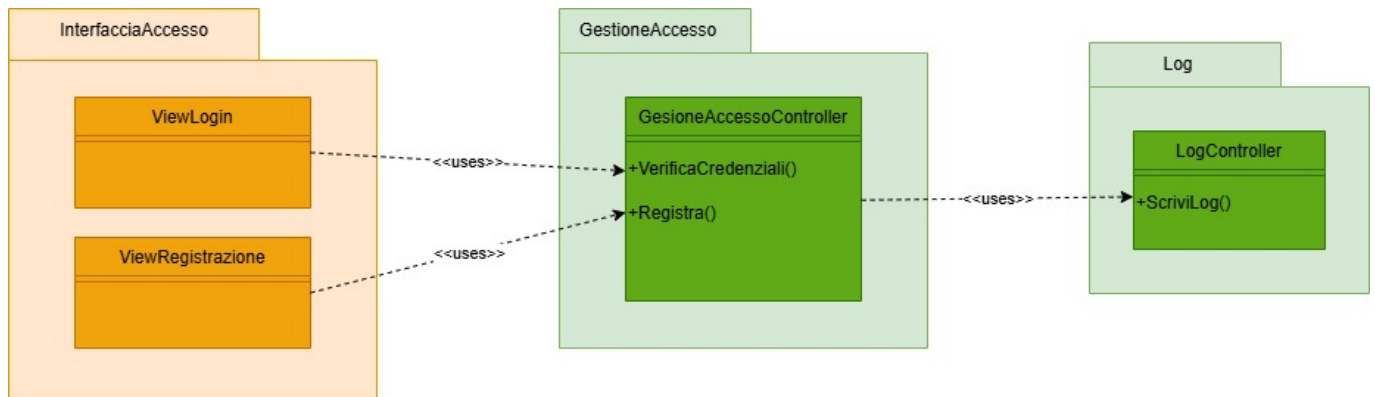 InterfacciaAccesso
ViewLogin
<<uses>>
ViewRegistrazione
<<uses>>
GestioneAccesso
GesioneAccessoController
+VerificaCredenziali()
+Registra()
<<uses>>
Log
LogController
+ScriviLog()